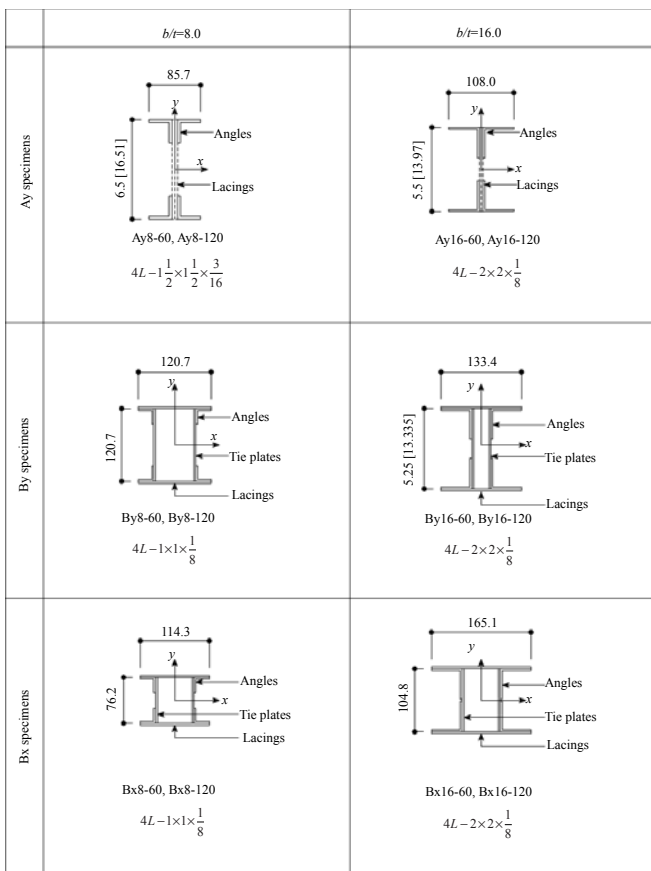 b/t=8.0
b/t=16.0
Ay specimens
85.7
y
Angles
6.5 [16.51]
x
Lacings
Ay8-60, Ay8-120
4L−1 1/2×1 1/2×3/16
108.0
y
Angles
5.5 [13.97]
x
Lacings
Ay16-60, Ay16-120
4L−2×2×1/8
By specimens
120.7
y
Angles
x
120.7
Tie plates
Lacings
By8-60, By8-120
4L−1×1×1/8
133.4
y
Angles
x
5.25 [13.335]
Tie plates
Lacings
By16-60, By16-120
4L−2×2×1/8
Bx specimens
114.3
y
Angles
76.2
x
Tie plates
Lacings
Bx8-60, Bx8-120
4L−1×1×1/8
165.1
y
Angles
104.8
x
Tie plates
Lacings
Bx16-60, Bx16-120
4L−2×2×1/8